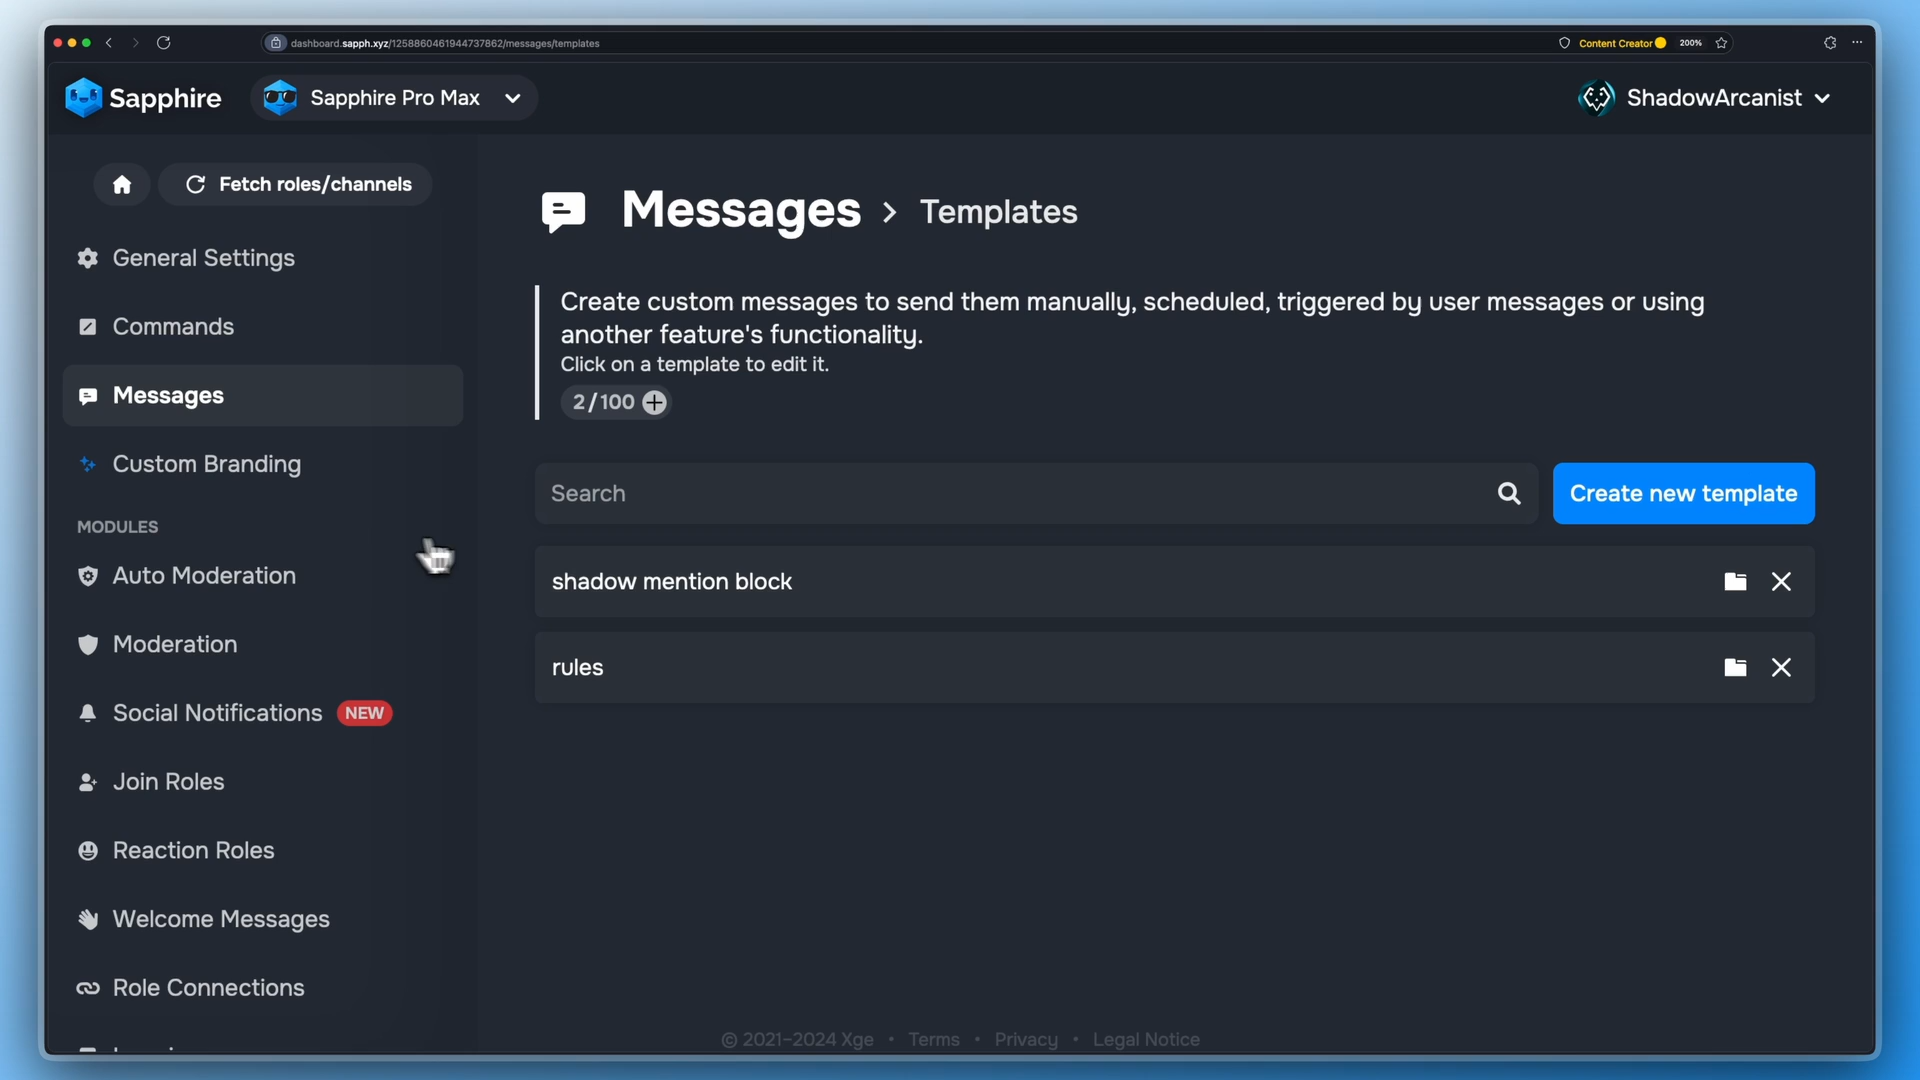 dashboard.sapph.xyz/1258860461944737862/messages/templates
Content Creator
200%
Sapphire
Sapphire Pro Max
ShadowArcanist
Fetch roles/channels
General Settings
Commands
Messages
Custom Branding
MODULES
Auto Moderation
Moderation
Social Notifications NEW
Join Roles
Reaction Roles
Welcome Messages
Role Connections
Messages > Templates
Create custom messages to send them manually, scheduled, triggered by user messages or using
another feature's functionality.
Click on a template to edit it.
2/100
Search
Create new template
shadow mention block
rules
© 2021–2024 Xge • Terms • Privacy • Legal Notice